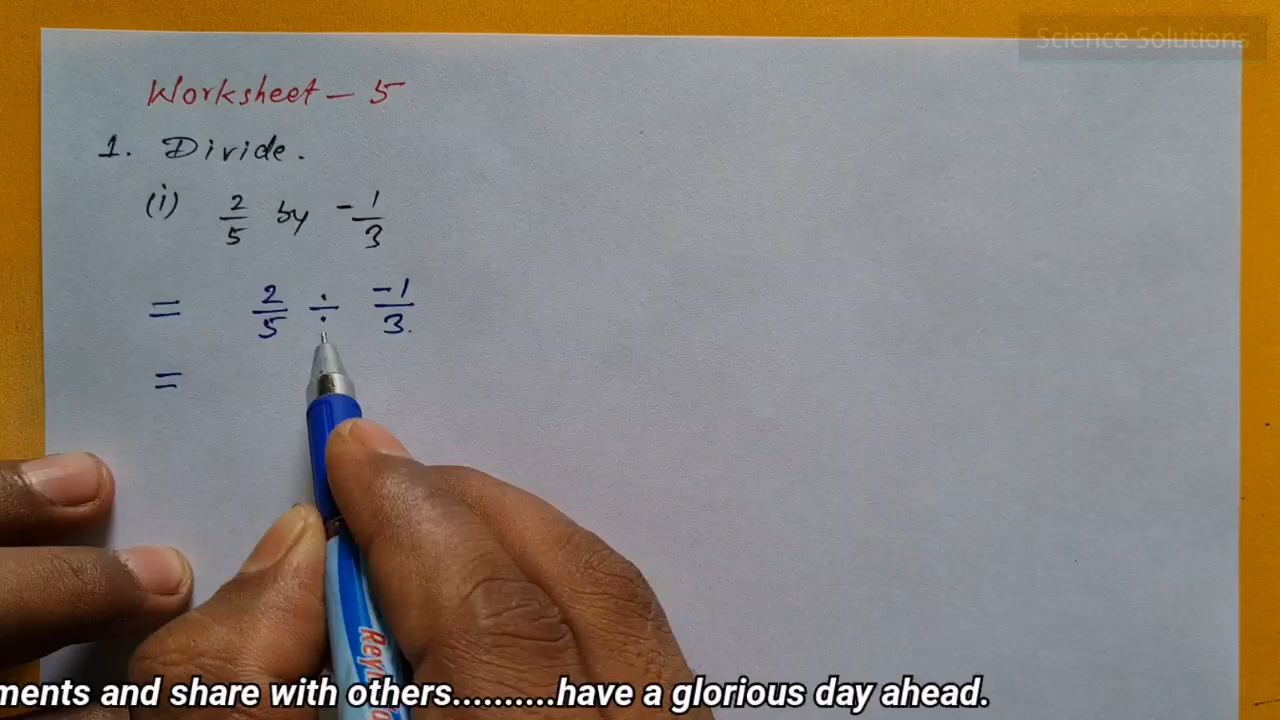 Science Solutions
Worksheet - 5
1. Divide.
(i) 2/5 by -1/3
= 2/5 ÷ -1/3.
=
Rey
ments and share with others..........have a glorious day ahead.